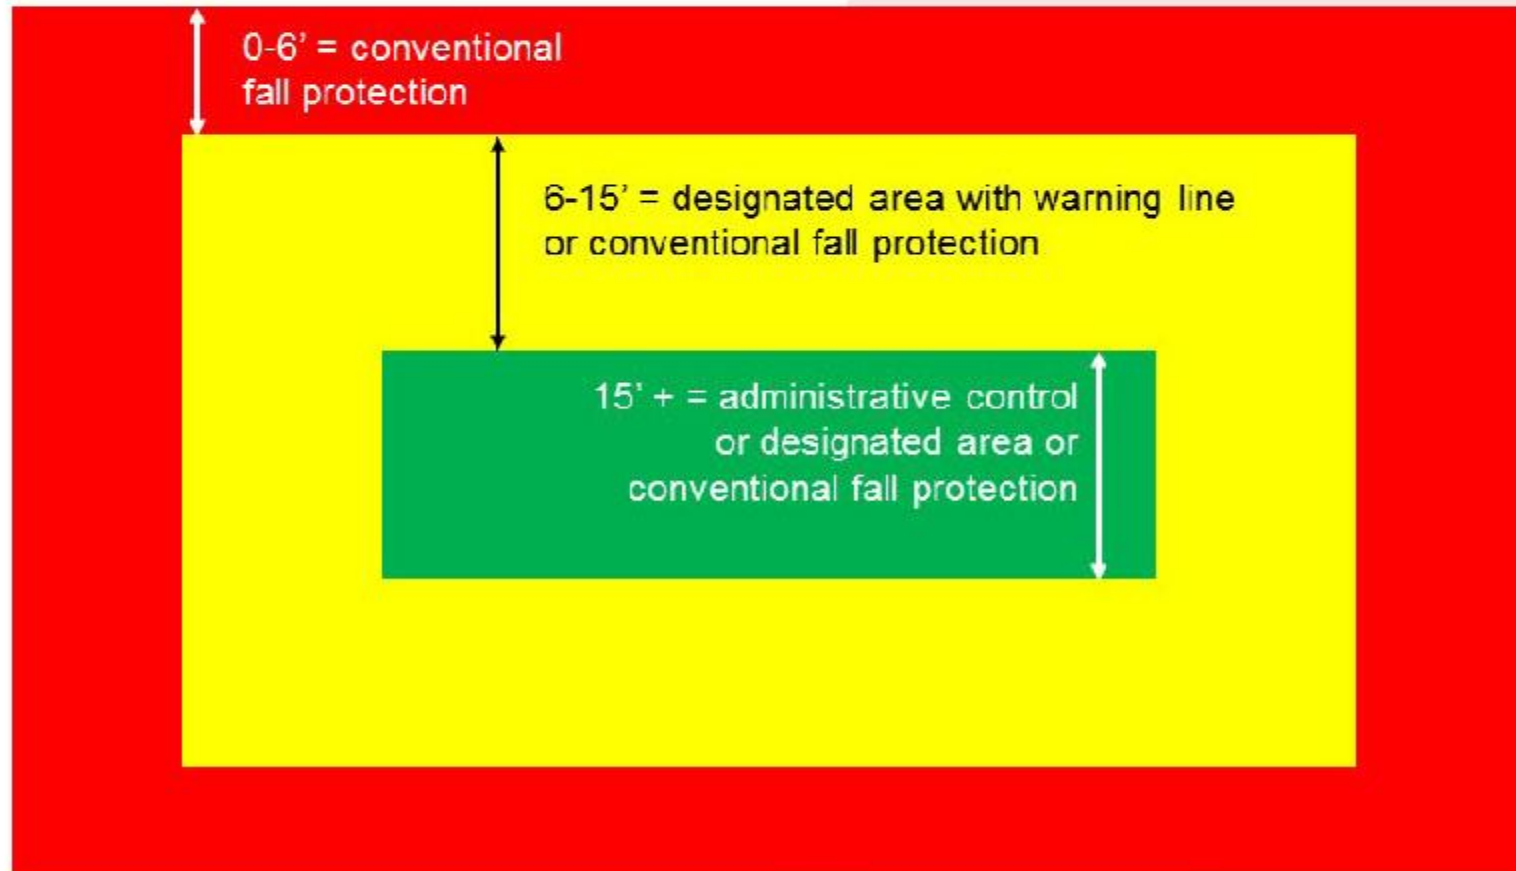 0-6’ = conventional
fall protection
6-15’ = designated area with warning line
or conventional fall protection
15’ + = administrative control
or designated area or
conventional fall protection